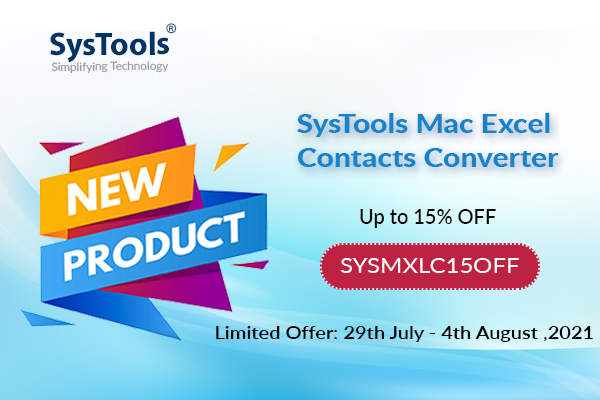 SysTools®
Simplifying Technology
SysTools Mac Excel
Contacts Converter
NEW
PRODUCT
Up to 15% OFF
SYSMXLC15OFF
Limited Offer: 29th July - 4th August ,2021